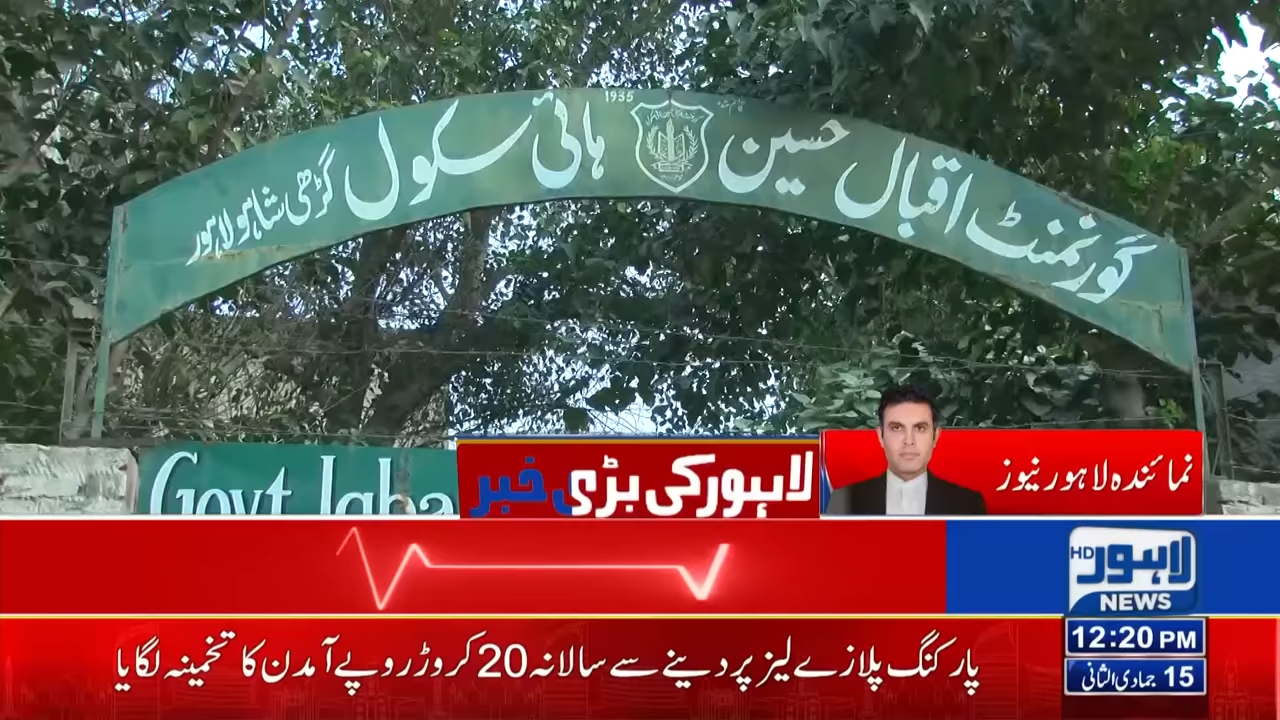 1935
گورنمنٹ اقبال حسین ہائی سکول گڑھی شاہو لاہور
Govt Iqba
لاہور کی بڑی خبر
نمائندہ لاہور نیوز
لاہور HD
NEWS
12:20 PM
15 جمادی الثانی
پارکنگ پلازے لیز پر دینے سے سالانہ 20 کروڑ روپے آمدن کا تخمینہ لگایا